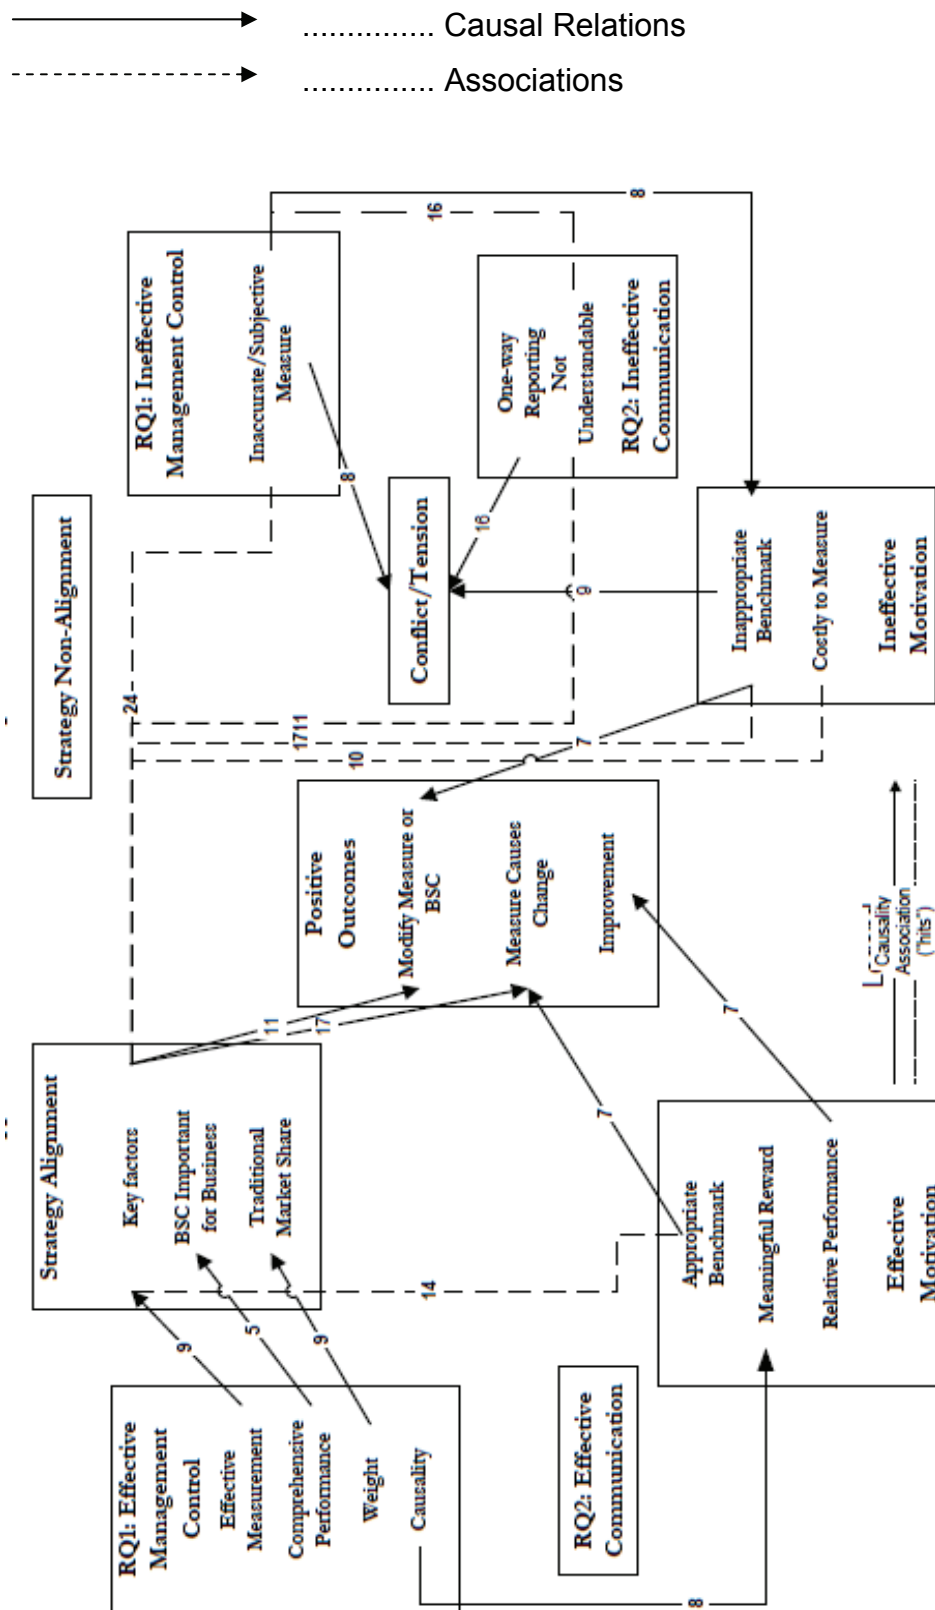 ............... Causal Relations
............... Associations
RQ1: Ineffective
Management Control
Inaccurate/Subjective
Measure
One-way
Reporting
Not
Understandable
RQ2: Ineffective
Communication
Strategy Non-Alignment
Conflict/Tension
Inappropriate
Benchmark
Costly to Measure
Ineffective
Motivation
Positive
Outcomes
Modify Measure or
BSC
Measure Causes
Change
Improvement
Strategy Alignment
Key factors
BSC Important
for Business
Traditional
Market Share
Appropriate
Benchmark
Meaningful Reward
Relative Performance
Effective
Motivation
RQ1: Effective
Management
Control
Effective
Measurement
Comprehensive
Performance
Weight
Causality
RQ2: Effective
Communication
Causality
Association
("hits")
8
16
8
16
9
24
1711
10
7
11
17
7
7
14
9
5
9
8